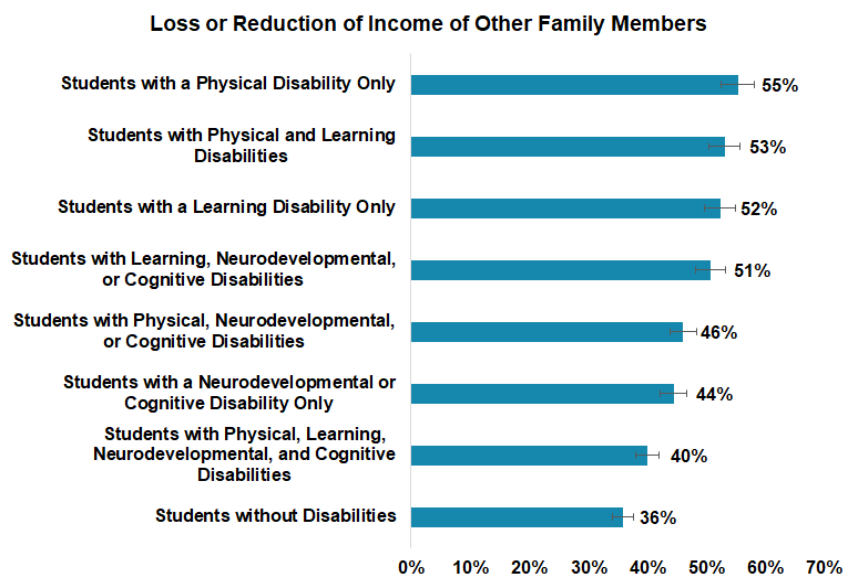 Loss or Reduction of Income of Other Family Members
Students with a Physical Disability Only
55%
Students with Physical and Learning
Disabilities
53%
Students with a Learning Disability Only
52%
Students with Learning, Neurodevelopmental,
or Cognitive Disabilities
51%
Students with Physical, Neurodevelopmental,
or Cognitive Disabilities
46%
Students with a Neurodevelopmental or
Cognitive Disability Only
44%
Students with Physical, Learning,
Neurodevelopmental, and Cognitive
Disabilities
40%
Students without Disabilities
36%
0% 10% 20% 30% 40% 50% 60% 70%